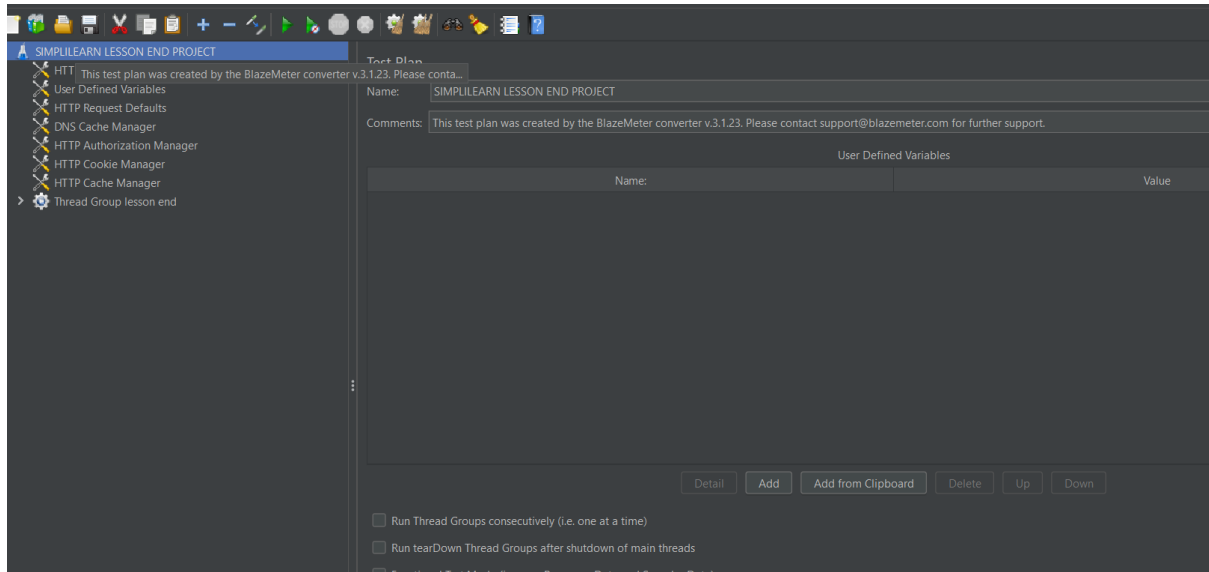 SIMPLILEARN LESSON END PROJECT
HTT
This test plan was created by the BlazeMeter converter v.3.1.23. Please conta...
User Defined Variables
HTTP Request Defaults
DNS Cache Manager
HTTP Authorization Manager
HTTP Cookie Manager
HTTP Cache Manager
Thread Group lesson end
Test Plan
Name: SIMPLILEARN LESSON END PROJECT
Comments: This test plan was created by the BlazeMeter converter v.3.1.23. Please contact support@blazemeter.com for further support.
User Defined Variables
Name: Value
Detail Add Add from Clipboard Delete Up Down
Run Thread Groups consecutively (i.e. one at a time)
Run tearDown Thread Groups after shutdown of main threads